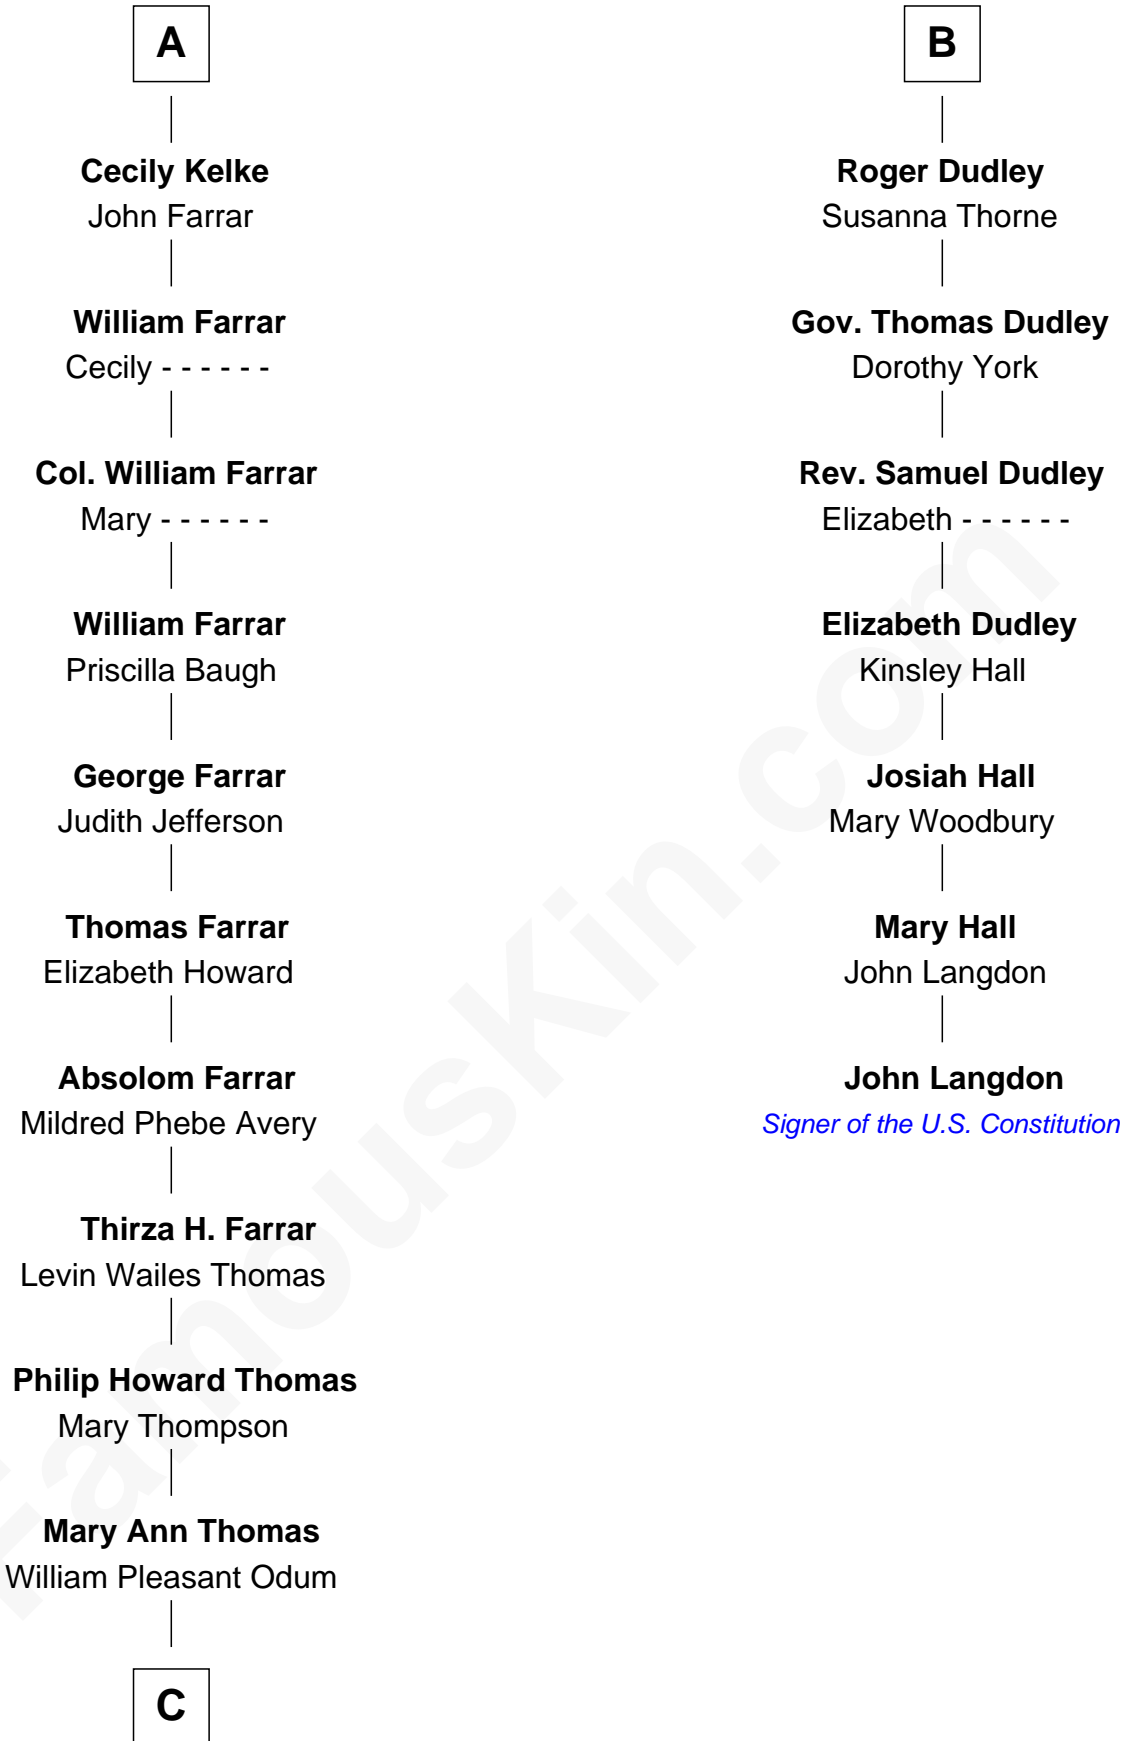 A
Cecily Kelke
John Farrar
William Farrar
Cecily - - - - - -
Col. William Farrar
Mary - - - - - -
William Farrar
Priscilla Baugh
George Farrar
Judith Jefferson
Thomas Farrar
Elizabeth Howard
Absolom Farrar
Mildred Phebe Avery
Thirza H. Farrar
Levin Wailes Thomas
Philip Howard Thomas
Mary Thompson
Mary Ann Thomas
William Pleasant Odum
C
B
Roger Dudley
Susanna Thorne
Gov. Thomas Dudley
Dorothy York
Rev. Samuel Dudley
Elizabeth - - - - - -
Elizabeth Dudley
Kinsley Hall
Josiah Hall
Mary Woodbury
Mary Hall
John Langdon
John Langdon
Signer of the U.S. Constitution
FamousKin.com